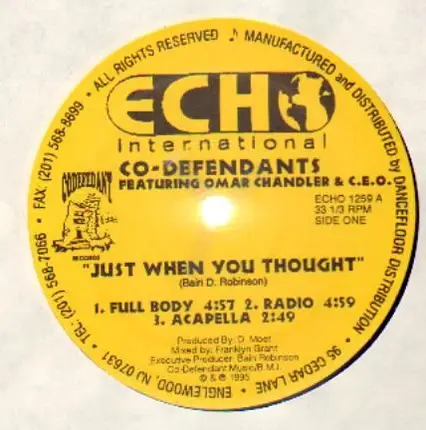 • ALL RIGHTS RESERVED ♪ MANUFACTURED and DISTRIBUTED by DANCEFLOOR DISTRIBUTION • 95 CEDAR LANE • ENGLEWOOD, NJ 07631 • TEL: (201) 568-7066 • FAX (201) 568-8699
ECHO
International
CO-DEFENDANTS
FEATURING OMAR CHANDLER & C.E.O.
CODEFENDANT
RECORDS
ECHO 1259 A
33 1/3 RPM
SIDE ONE
"JUST WHEN YOU THOUGHT"
(Bain D. Robinson)
1. FULL BODY 4:57 2. RADIO 4:59
3. ACAPELLA 2:49
Produced By: D. Moet
Mixed by: Franklyn Grant
Executive Producer: Bain Robinson
Co-Defendant Music/B.M.I.
℗ & © 1995